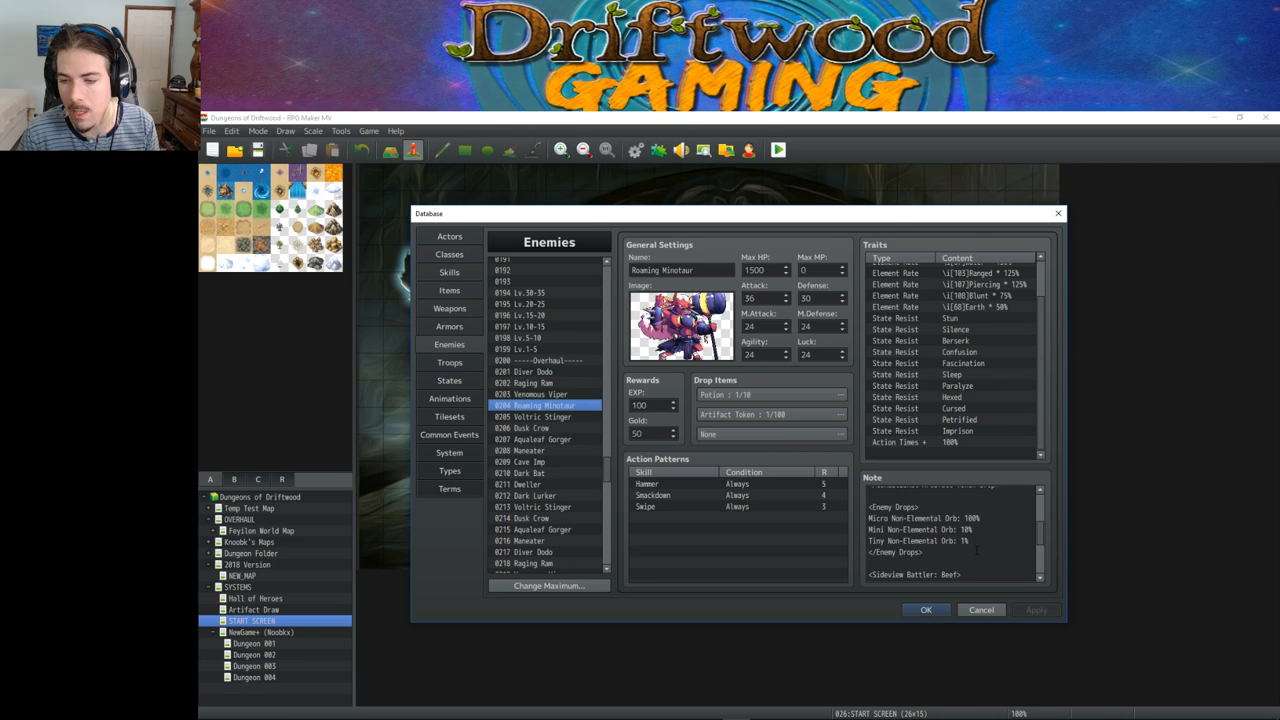 Driftwood
GAMING
Dungeons of Driftwood - RPG Maker MV
File Edit Mode Draw Scale Tools Game Help
Database
Actors
Classes
Skills
Items
Weapons
Armors
Enemies
Troops
States
Animations
Tilesets
Common Events
System
Types
Terms
Enemies
0191
0192
0193
0194 Lv.30-35
0195 Lv.20-25
0196 Lv.15-20
0197 Lv.10-15
0198 Lv.5-10
0199 Lv.1-5
0200 -----Overhaul----
0201 Diver Dodo
0202 Raging Ram
0203 Venomous Viper
0204 Roaming Minotaur
0205 Voltric Stinger
0206 Dusk Crow
0207 Aqualeaf Gorger
0208 Maneater
0209 Cave Imp
0210 Dark Bat
0211 Dweller
0212 Dark Lurker
0213 Voltric Stinger
0214 Dusk Crow
0215 Aqualeaf Gorger
0216 Maneater
0217 Diver Dodo
0218 Raging Ram
Change Maximum...
General Settings
Name:
Roaming Minotaur
Image:
Max HP: Max MP:
1500 0
Attack: Defense:
36 30
M.Attack: M.Defense:
24 24
Agility: Luck:
24 24
Rewards
EXP:
100
Gold:
50
Drop Items
Potion : 1/10
Artifact Token : 1/100
None
Action Patterns
Skill Condition R
Hammer Always 5
Smackdown Always 4
Swipe Always 3
Traits
Type Content
Element Rate \i[103]Ranged * 125%
Element Rate \i[107]Piercing * 125%
Element Rate \i[108]Blunt * 75%
Element Rate \i[68]Earth * 50%
State Resist Stun
State Resist Silence
State Resist Berserk
State Resist Confusion
State Resist Fascination
State Resist Sleep
State Resist Paralyze
State Resist Hexed
State Resist Cursed
State Resist Petrified
State Resist Imprison
Action Times + 100%
Note
<Enemy Drops>
Micro Non-Elemental Orb: 100%
Mini Non-Elemental Orb: 10%
Tiny Non-Elemental Orb: 1%
</Enemy Drops>
<Sideview Battler: Beef>
OK Cancel Apply
A B C R
Dungeons of Driftwood
Temp Test Map
OVERHAUL
Feyilon World Map
Knoobk's Maps
Dungeon Folder
2018 Version
NEW_MAP
SYSTEMS
Hall of Heroes
Artifact Draw
START SCREEN
NewGame+ (Noobkx)
Dungeon 001
Dungeon 002
Dungeon 003
Dungeon 004
026:START SCREEN (26×15) 100%